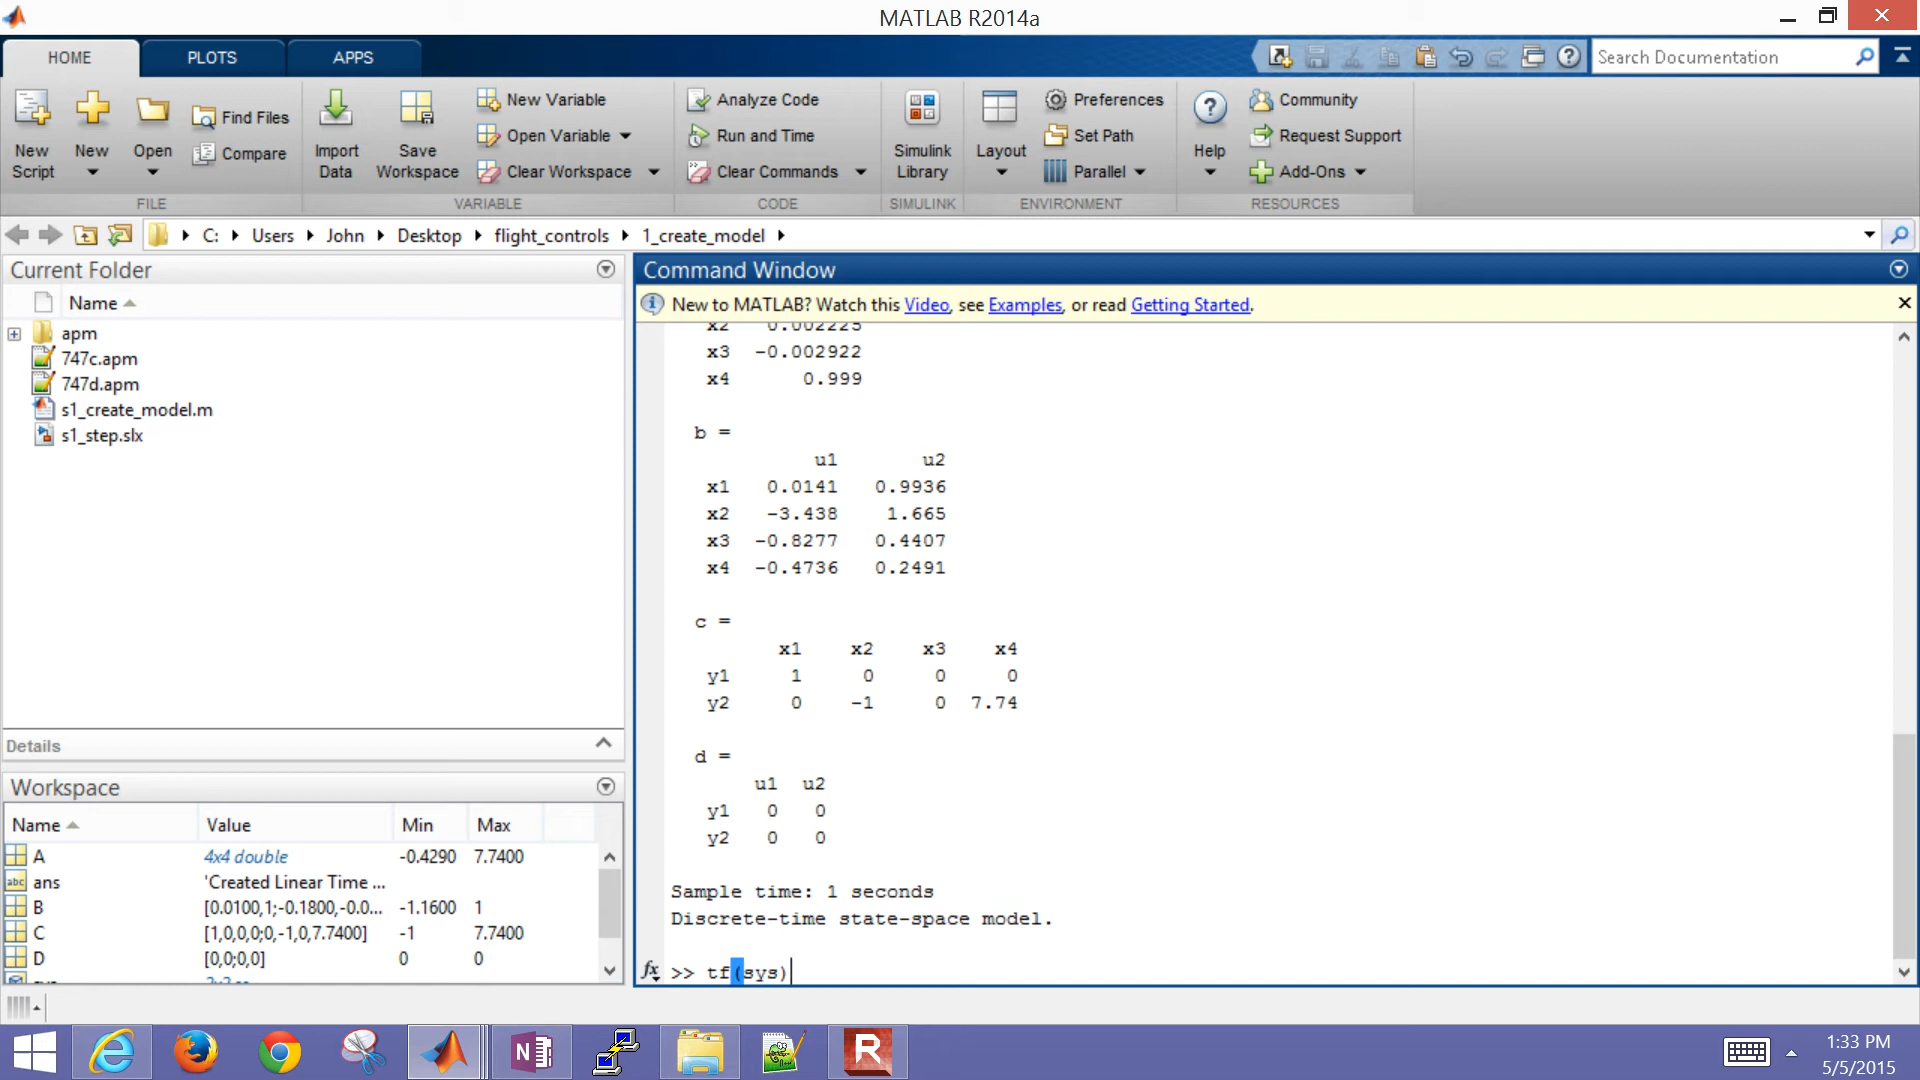 MATLAB R2014a
HOME PLOTS APPS
Search Documentation
New Script
New
Open
Find Files
Compare
FILE
Import Data
Save Workspace
New Variable
Open Variable
Clear Workspace
VARIABLE
Analyze Code
Run and Time
Clear Commands
CODE
Simulink Library
SIMULINK
Layout
Preferences
Set Path
Parallel
ENVIRONMENT
Help
Community
Request Support
Add-Ons
RESOURCES
C: Users John Desktop flight_controls 1_create_model
Current Folder
Name
apm
747c.apm
747d.apm
s1_create_model.m
s1_step.slx
Details
Workspace
Name Value Min Max
A 4x4 double -0.4290 7.7400
abc ans 'Created Linear Time ...
B [0.0100,1;-0.1800,-0.0... -1.1600 1
C [1,0,0,0;0,-1,0,7.7400] -1 7.7400
D [0,0;0,0] 0 0
Command Window
New to MATLAB? Watch this Video, see Examples, or read Getting Started.
x2 0.002225
x3 -0.002922
x4 0.999
b =
u1 u2
x1 0.0141 0.9936
x2 -3.438 1.665
x3 -0.8277 0.4407
x4 -0.4736 0.2491
c =
x1 x2 x3 x4
y1 1 0 0 0
y2 0 -1 0 7.74
d =
u1 u2
y1 0 0
y2 0 0
Sample time: 1 seconds
Discrete-time state-space model.
fx >> tf(sys)
1:33 PM
5/5/2015